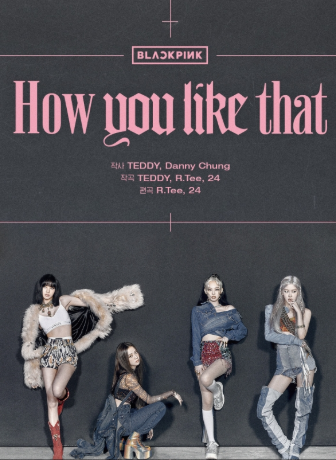 BLACKPINK
How you like that
작사 TEDDY, Danny Chung
작곡 TEDDY, R.Tee, 24
편곡 R.Tee, 24